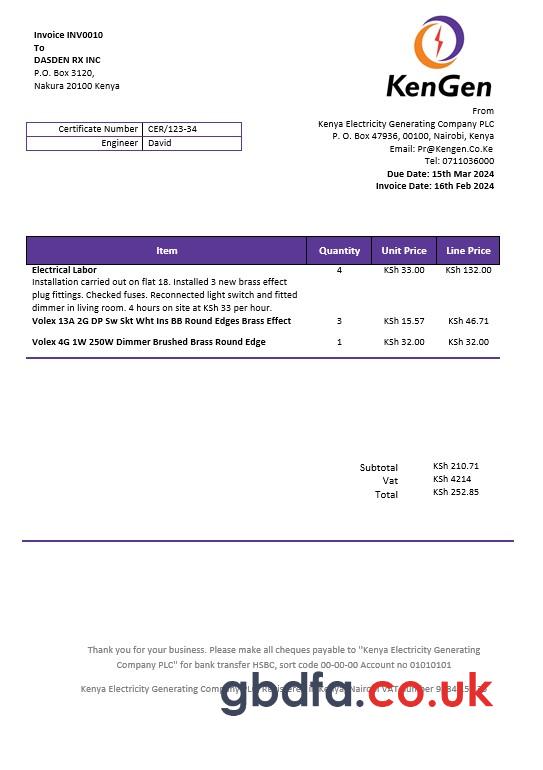 Invoice INV0010
To
DASDEN RX INC
P.O. Box 3120,
Nakura 20100 Kenya
KenGen
From
Kenya Electricity Generating Company PLC
P. O. Box 47936, 00100, Nairobi, Kenya
Email: Pr@Kengen.Co.Ke
Tel: 0711036000
Due Date: 15th Mar 2024
Invoice Date: 16th Feb 2024
Certificate Number CER/123-34
Engineer David
Item Quantity Unit Price Line Price
Electrical Labor 4 KSh 33.00 KSh 132.00
Installation carried out on flat 18. Installed 3 new brass effect
plug fittings. Checked fuses. Reconnected light switch and fitted
dimmer in living room. 4 hours on site at KSh 33 per hour.
Volex 13A 2G DP Sw Skt Wht Ins BB Round Edges Brass Effect 3 KSh 15.57 KSh 46.71
Volex 4G 1W 250W Dimmer Brushed Brass Round Edge 1 KSh 32.00 KSh 32.00
Subtotal KSh 210.71
Vat KSh 4214
Total KSh 252.85
Thank you for your business. Please make all cheques payable to "Kenya Electricity Generating
Company PLC" for bank transfer HSBC, sort code 00-00-00 Account no 01010101
Kenya Electricity Generating Company PLC Registered in Kenya, Nairobi VAT number
gbdfa.co.uk